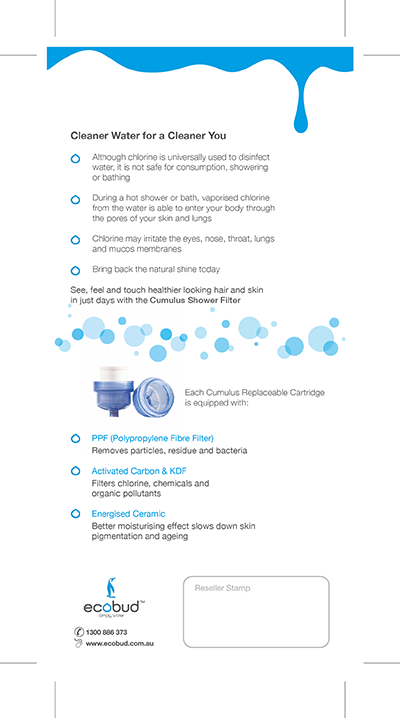 Cleaner Water for a Cleaner You
Although chlorine is universally used to disinfect
water, it is not safe for consumption, showering
or bathing
During a hot shower or bath, vaporised chlorine
from the water is able to enter your body through
the pores of your skin and lungs
Chlorine may irritate the eyes, nose, throat, lungs
and mucos membranes
Bring back the natural shine today
See, feel and touch healthier looking hair and skin
in just days with the Cumulus Shower Filter
Each Cumulus Replaceable Cartridge
is equipped with:
PPF (Polypropylene Fibre Filter)
Removes particles, residue and bacteria
Activated Carbon & KDF
Filters chlorine, chemicals and
organic pollutants
Energised Ceramic
Better moisturising effect slows down skin
pigmentation and ageing
ecobud™
simply water
1300 886 373
www.ecobud.com.au
Reseller Stamp